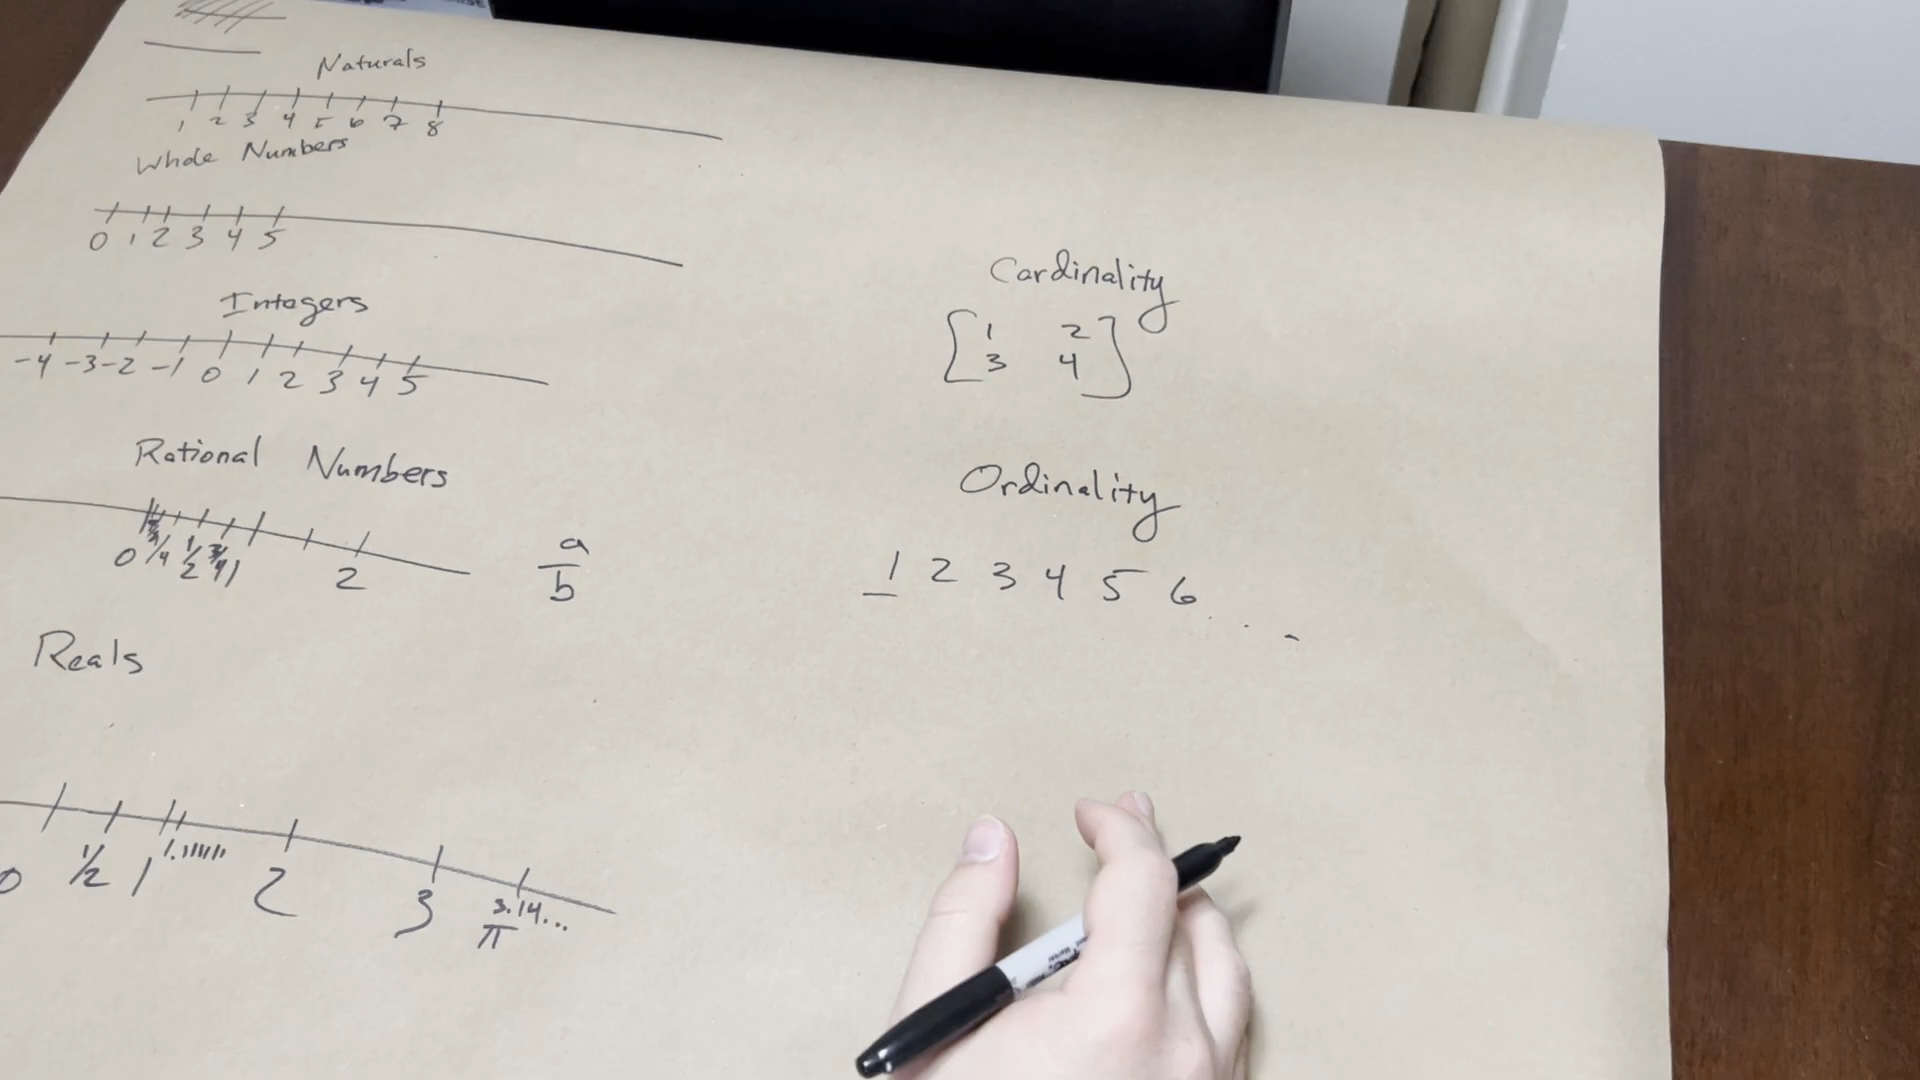 Naturals
1 2 3 4 5 6 7 8
Whole Numbers
0 1 2 3 4 5
Integers
-4 -3 -2 -1 0 1 2 3 4 5
Rational Numbers
0 1/4 1/2 3/4 1 2
a
b
Reals
0 1/2 1 1.111111 2 3 3.14...
π
Cardinality
[1 2
3 4]
Ordinality
1 2 3 4 5 6 . . .